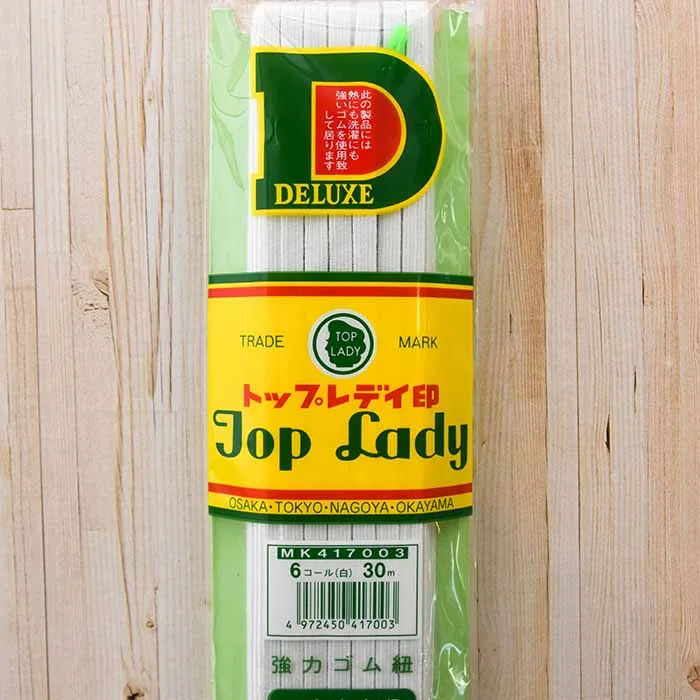 此の製品には
熱にも洗濯にも
強いゴムを使用致
して居ります
DELUXE
TRADE MARK
TOP
LADY
トップレデイ印
Top Lady
OSAKA・TOKYO・NAGOYA・OKAYAMA
MK417003
6コール(白) 30m
4 972450 417003
強力ゴム紐